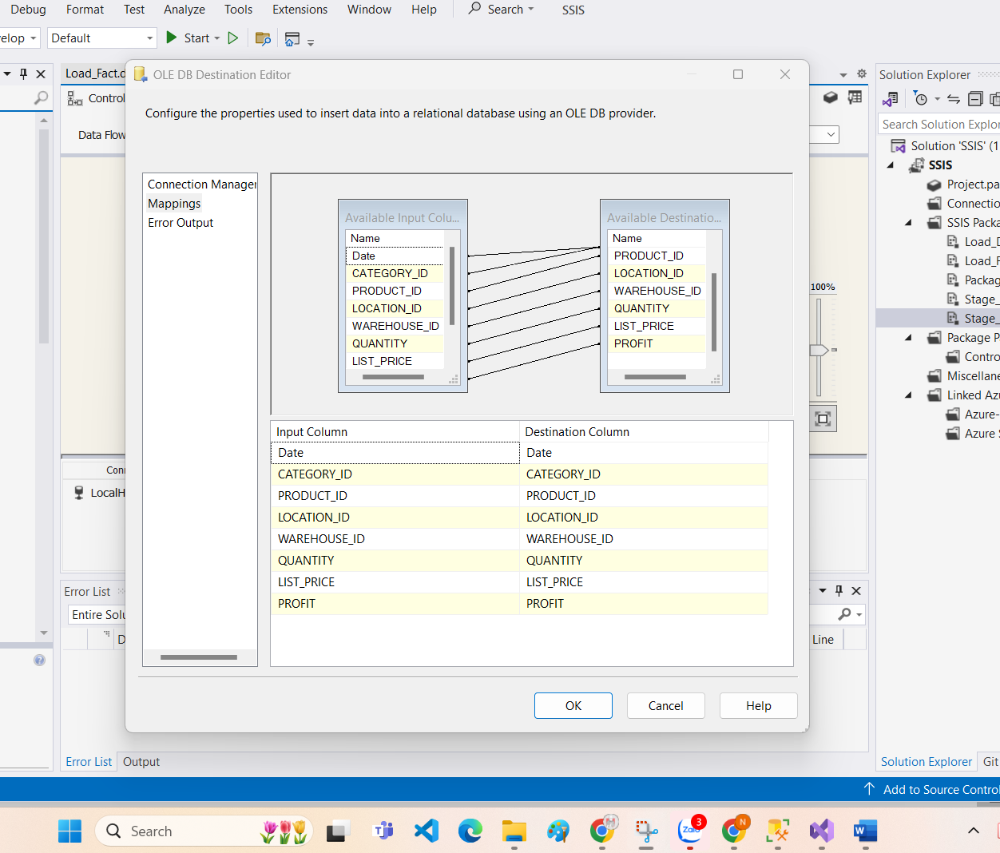 Debug Format Test Analyze Tools Extensions Window Help Search SSIS
elop Default Start
Load_Fact.d OLE DB Destination Editor Solution Explorer
Control
Configure the properties used to insert data into a relational database using an OLE DB provider.
Search Solution Explor
Data Flow
Solution 'SSIS' (1
SSIS
Project.pa
Connectio
SSIS Packa
Load_D
Load_F
Packag
Stage_
Stage_
Package P
Contro
Miscellane
Linked Azu
Azure-
Azure S
Connection Manager
Mappings
Error Output
Available Input Colu...
Name
Date
CATEGORY_ID
PRODUCT_ID
LOCATION_ID
WAREHOUSE_ID
QUANTITY
LIST_PRICE
Available Destinatio...
Name
PRODUCT_ID
LOCATION_ID
WAREHOUSE_ID
QUANTITY
LIST_PRICE
PROFIT
100%
Input Column Destination Column
Date Date
CATEGORY_ID CATEGORY_ID
PRODUCT_ID PRODUCT_ID
LOCATION_ID LOCATION_ID
WAREHOUSE_ID WAREHOUSE_ID
QUANTITY QUANTITY
LIST_PRICE LIST_PRICE
PROFIT PROFIT
Conn
LocalH
Error List
Entire Solu
D Line
OK Cancel Help
Error List Output Solution Explorer Git
Add to Source Control
Search
Zalo 3 M N W